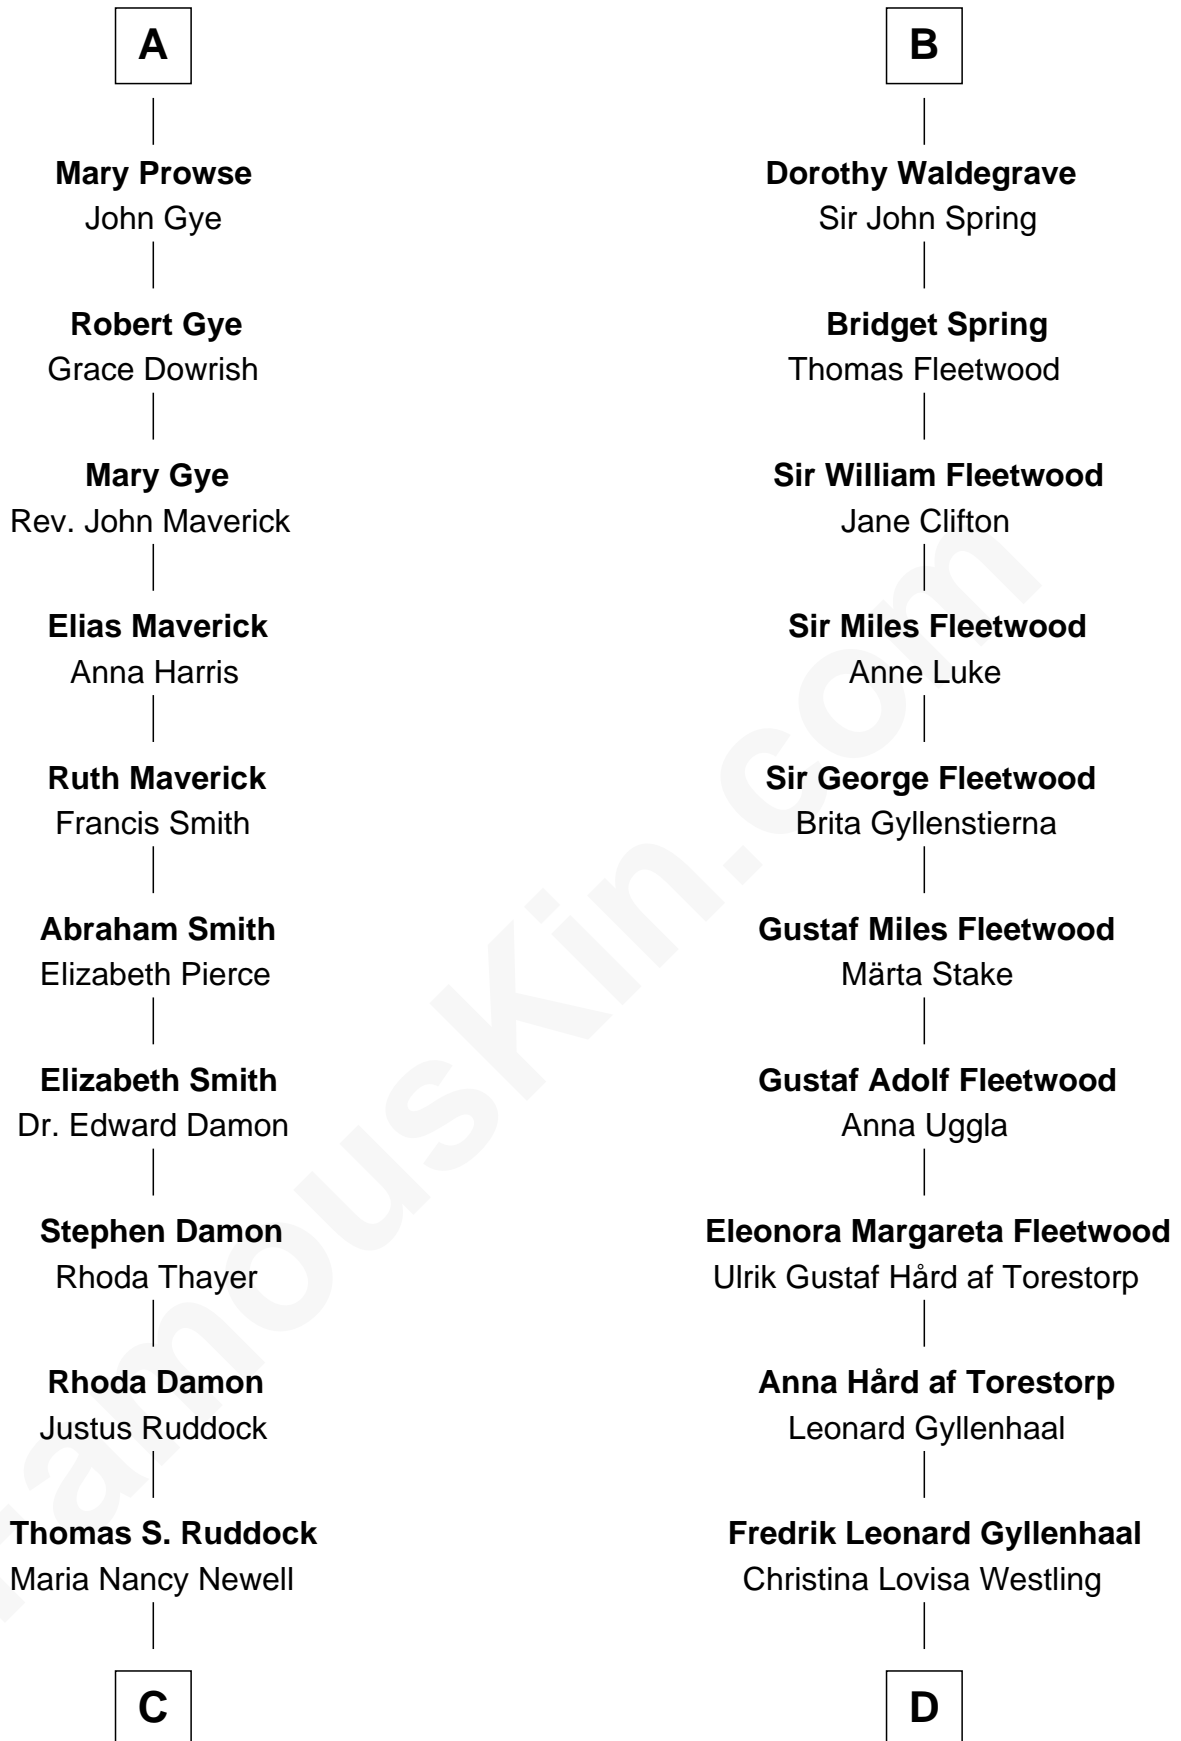 A
Mary Prowse
John Gye
Robert Gye
Grace Dowrish
Mary Gye
Rev. John Maverick
Elias Maverick
Anna Harris
Ruth Maverick
Francis Smith
Abraham Smith
Elizabeth Pierce
Elizabeth Smith
Dr. Edward Damon
Stephen Damon
Rhoda Thayer
Rhoda Damon
Justus Ruddock
Thomas S. Ruddock
Maria Nancy Newell
C
B
Dorothy Waldegrave
Sir John Spring
Bridget Spring
Thomas Fleetwood
Sir William Fleetwood
Jane Clifton
Sir Miles Fleetwood
Anne Luke
Sir George Fleetwood
Brita Gyllenstierna
Gustaf Miles Fleetwood
Märta Stake
Gustaf Adolf Fleetwood
Anna Uggla
Eleonora Margareta Fleetwood
Ulrik Gustaf Hård af Torestorp
Anna Hård af Torestorp
Leonard Gyllenhaal
Fredrik Leonard Gyllenhaal
Christina Lovisa Westling
D
FamousKin.com